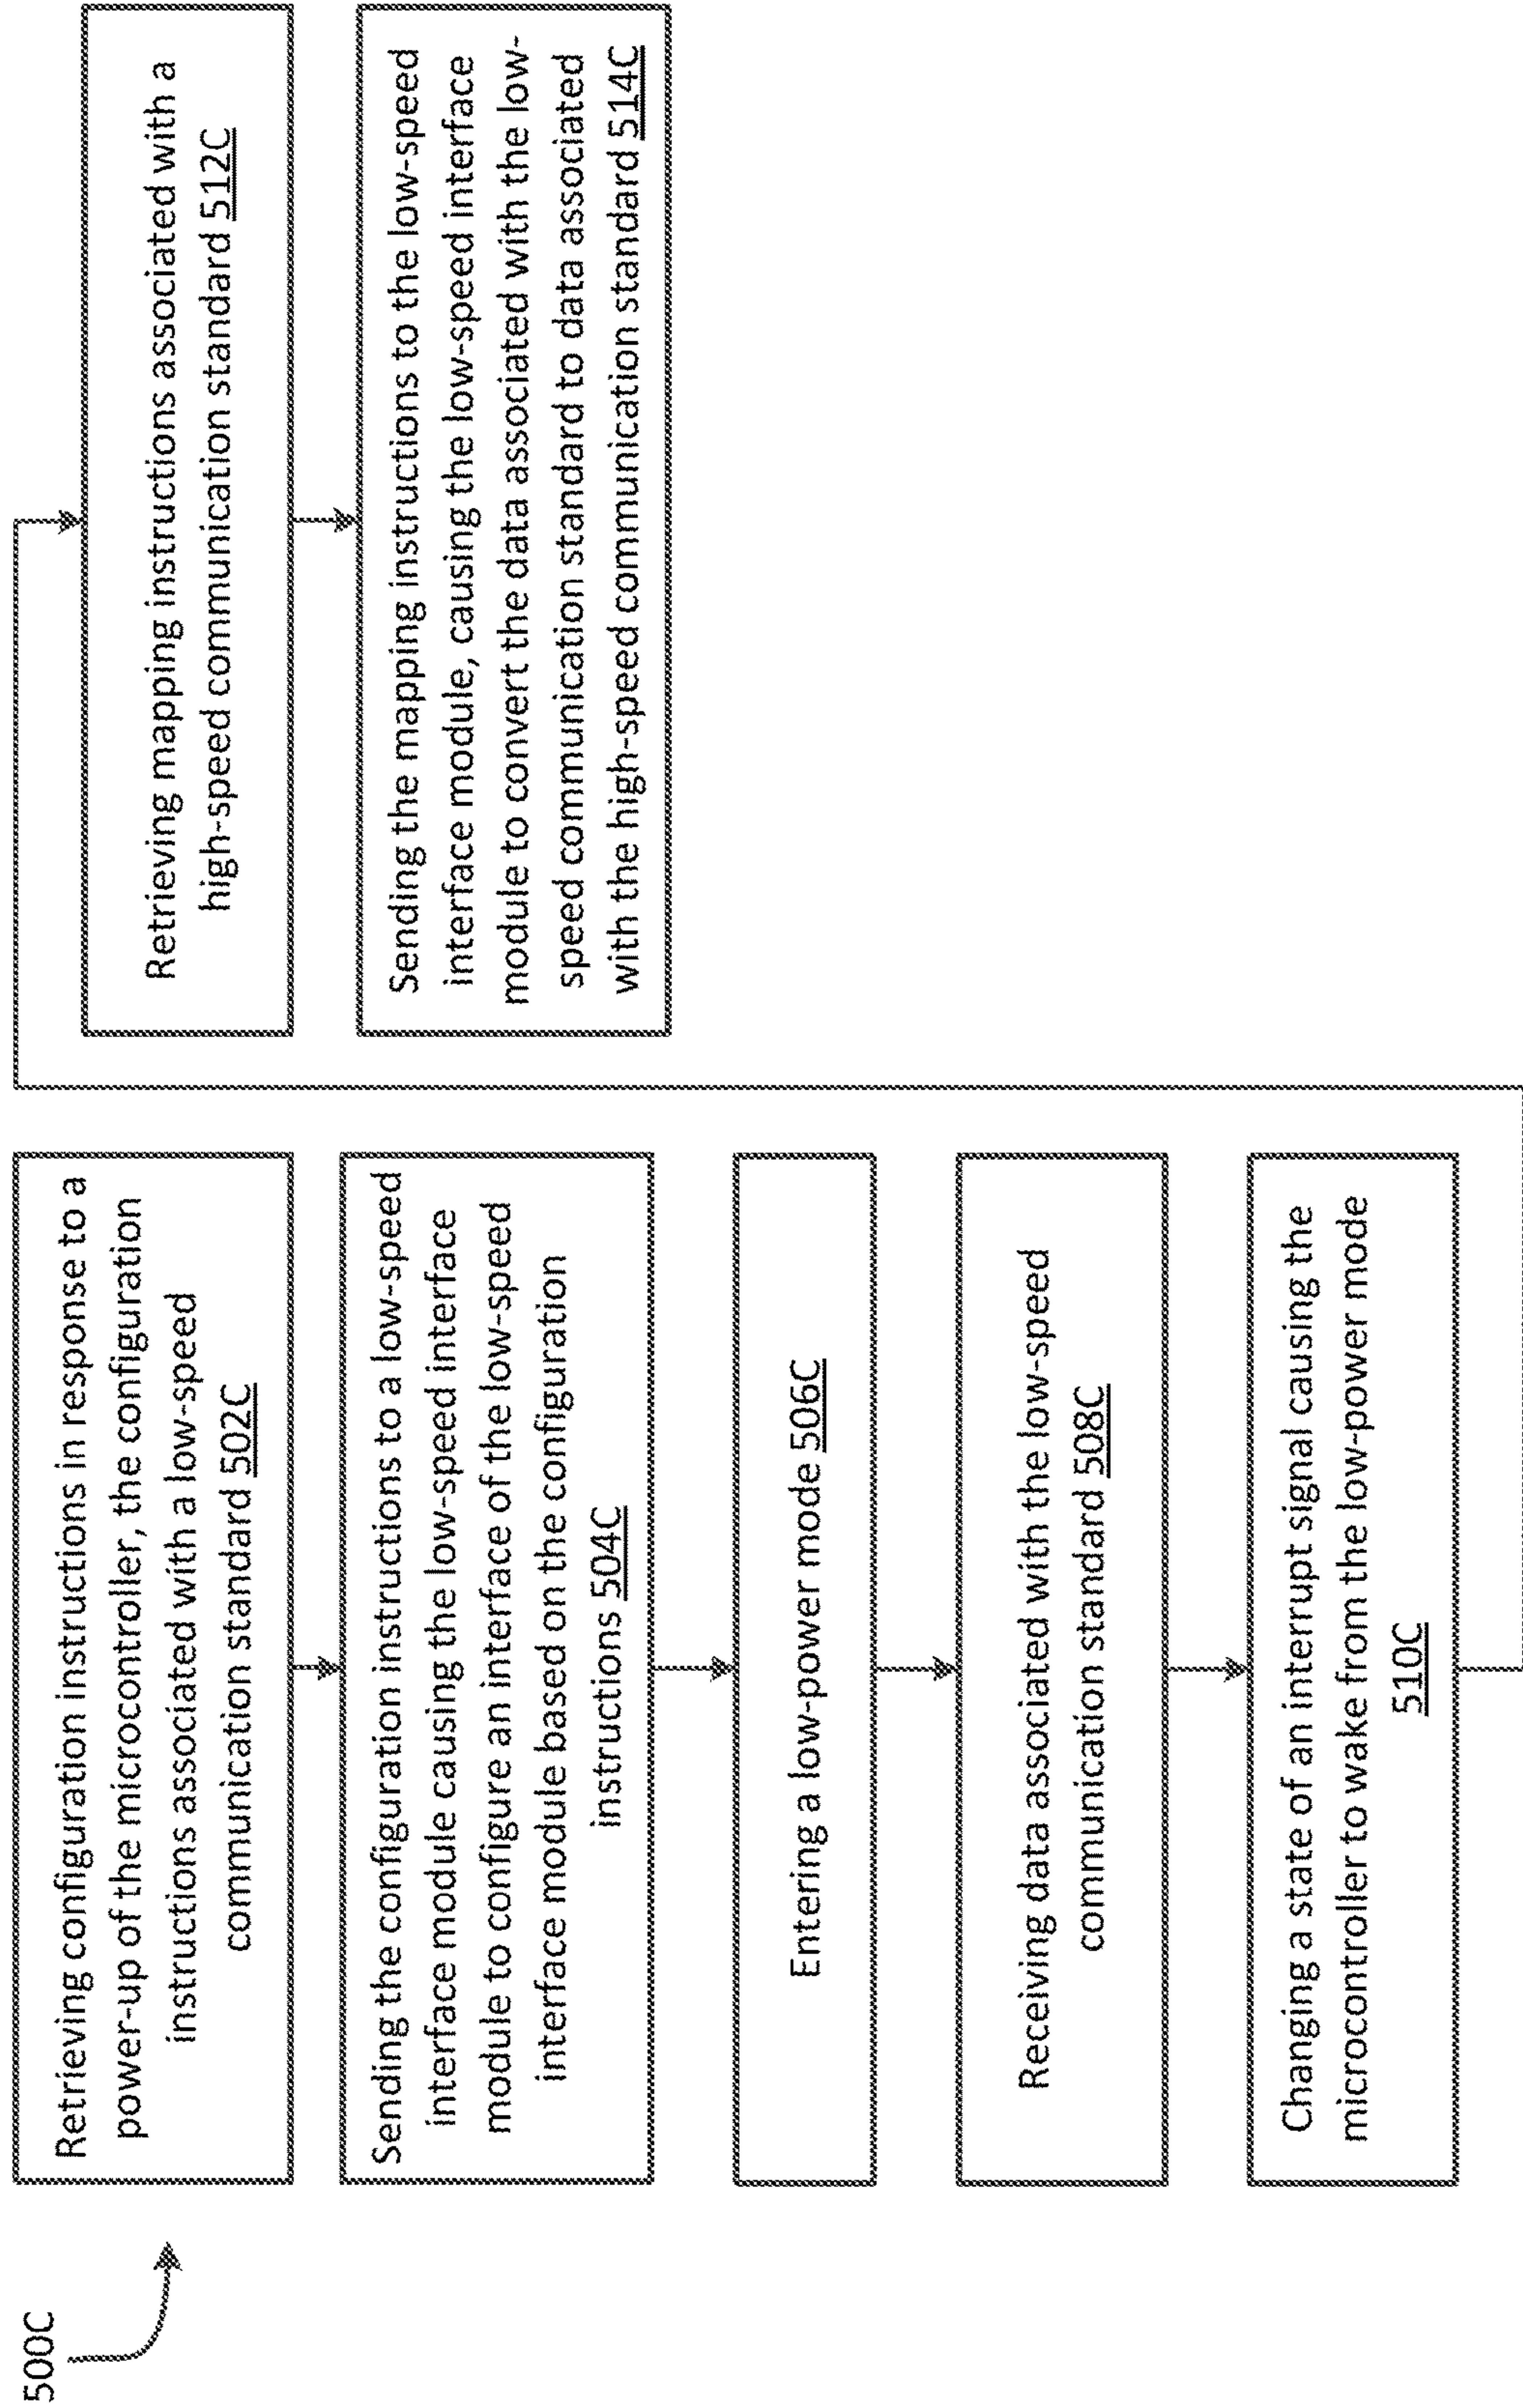 500C
Retrieving configuration instructions in response to a
power-up of the microcontroller, the configuration
instructions associated with a low-speed
communication standard 502C
Sending the configuration instructions to a low-speed
interface module causing the low-speed interface
module to configure an interface of the low-speed
interface module based on the configuration
instructions 504C
Entering a low-power mode 506C
Receiving data associated with the low-speed
communication standard 508C
Changing a state of an interrupt signal causing the
microcontroller to wake from the low-power mode
510C
Retrieving mapping instructions associated with a
high-speed communication standard 512C
Sending the mapping instructions to the low-speed
interface module, causing the low-speed interface
module to convert the data associated with the low-
speed communication standard to data associated
with the high-speed communication standard 514C